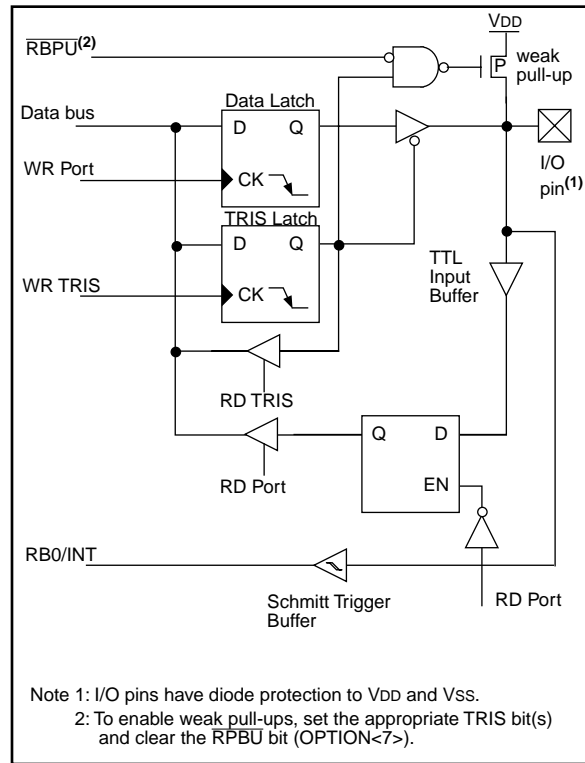 VDD
RBPU(2)
P
weak
pull-up
Data Latch
Data bus
D Q
WR Port
CK
I/O
pin(1)
TRIS Latch
D Q
TTL
Input
Buffer
WR TRIS
CK
RD TRIS
Q D
RD Port
EN
RB0/INT
Schmitt Trigger
Buffer
RD Port
Note 1: I/O pins have diode protection to VDD and VSS.
2: To enable weak pull-ups, set the appropriate TRIS bit(s)
and clear the RPBU bit (OPTION<7>).